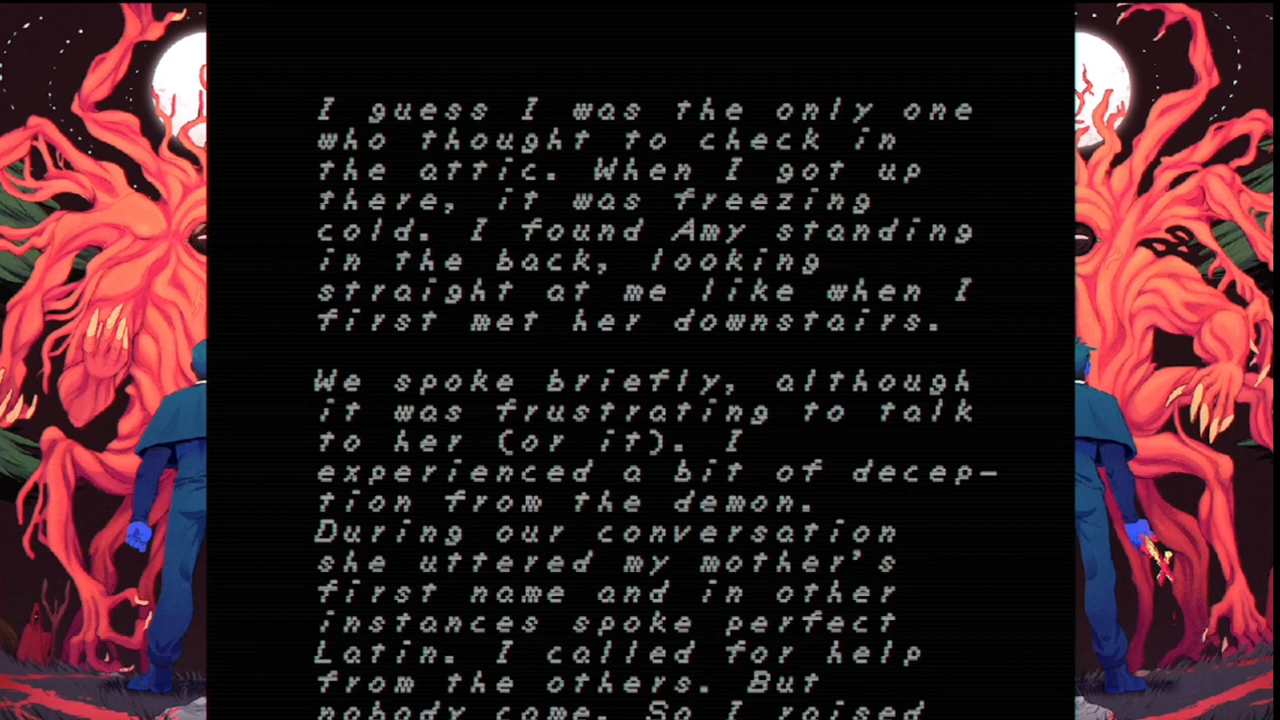 I guess I was the only one
who thought to check in
the attic. When I got up
there, it was freezing
cold. I found Amy standing
in the back, looking
straight at me like when I
first met her downstairs.
We spoke briefly, although
it was frustrating to talk
to her (or it). I
experienced a bit of decep-
tion from the demon.
During our conversation
she uttered my mother's
first name and in other
instances spoke perfect
Latin. I called for help
from the others. But
nobody came. So I raised